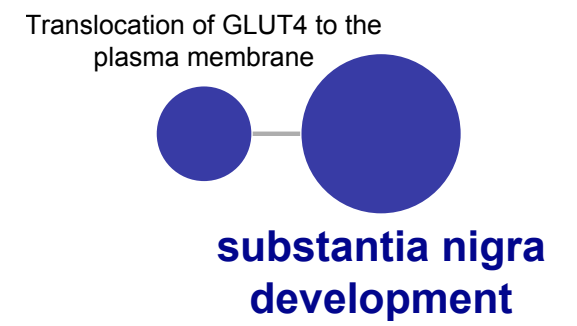 Translocation of GLUT4 to the
plasma membrane
substantia nigra
development